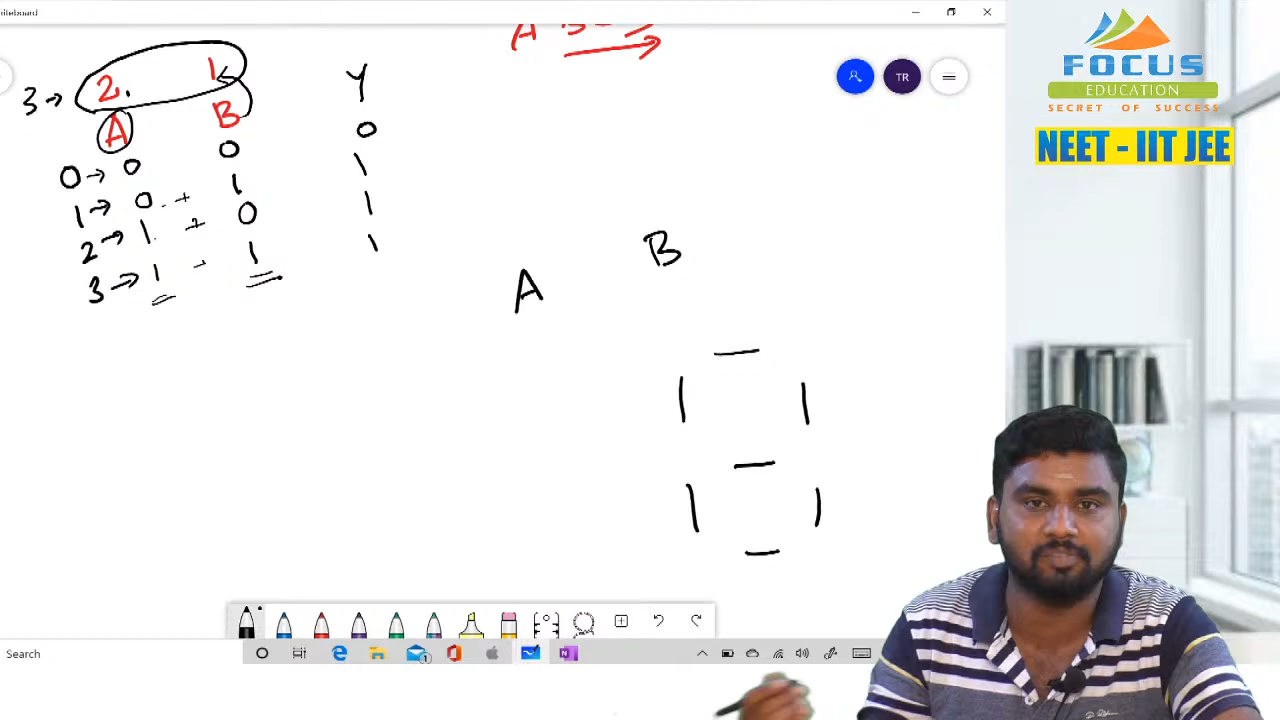 iteboard
A B
FOCUS
EDUCATION
SECRET OF SUCCESS
NEET - IIT JEE
TR
3→ 2. 1 Y
A B 0
0→ 0 0 1
1→ 0 + 1 1
2→ 1 + 0 1
3→ 1 - 1
A B
Search